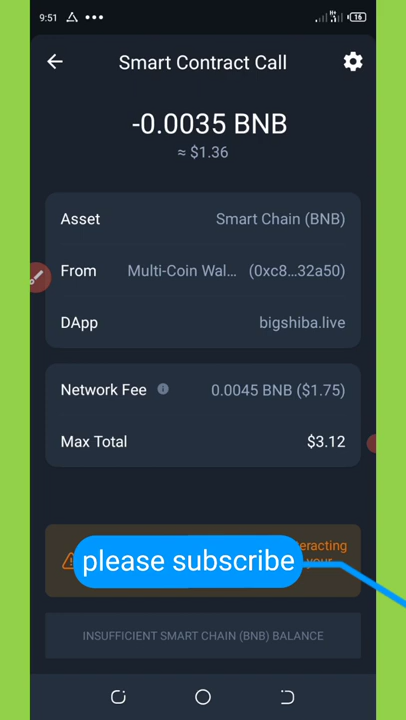 9:51
16
Smart Contract Call
-0.0035 BNB
≈ $1.36
Asset Smart Chain (BNB)
From Multi-Coin Wal... (0xc8...32a50)
DApp bigshiba.live
Network Fee 0.0045 BNB ($1.75)
Max Total $3.12
please subscribe
INSUFFICIENT SMART CHAIN (BNB) BALANCE